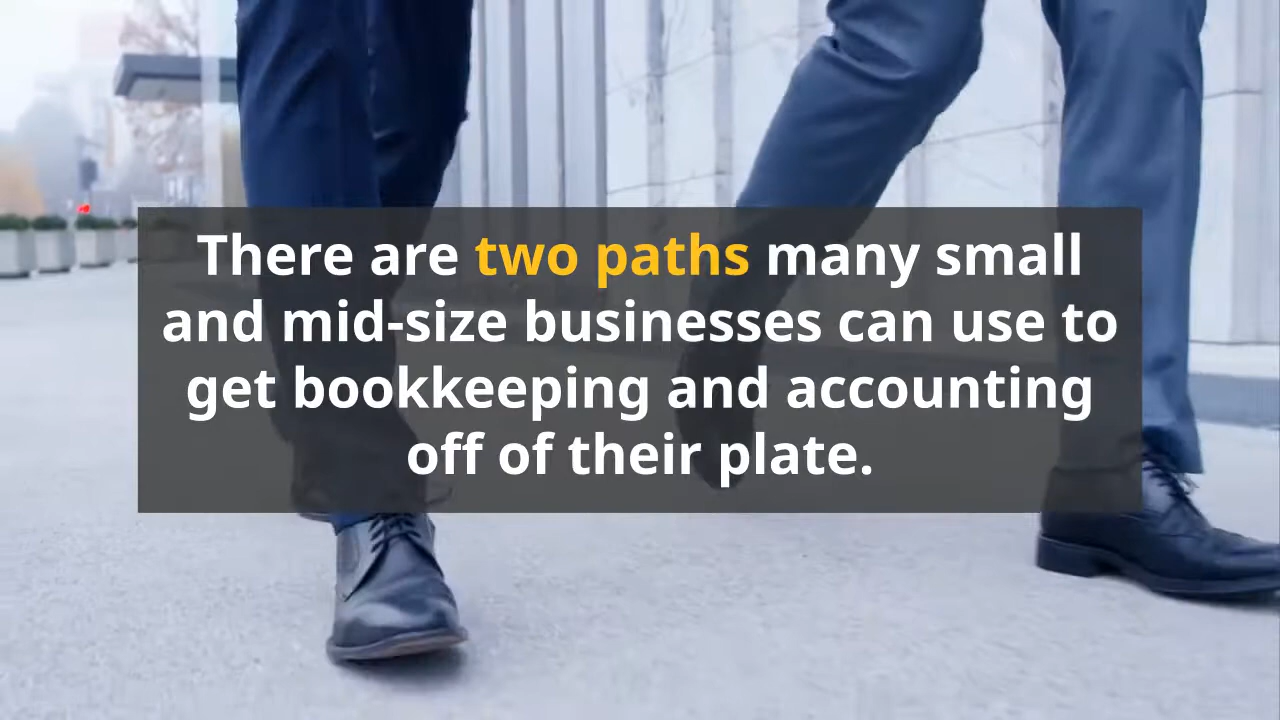 There are two paths many small
and mid-size businesses can use to
get bookkeeping and accounting
off of their plate.